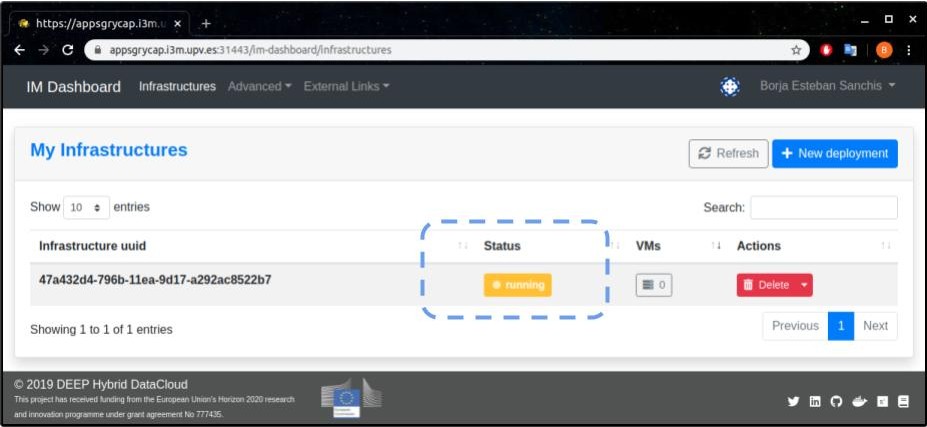 https://appsgrycap.i3m.u
appsgrycap.i3m.upv.es:31443/im-dashboard/infrastructures
B
IM Dashboard Infrastructures Advanced External Links Borja Esteban Sanchis
My Infrastructures
Refresh
+ New deployment
Show 10 entries
Search:
Infrastructure uuid Status VMs Actions
47a432d4-796b-11ea-9d17-a292ac8522b7 running 0 Delete
Showing 1 to 1 of 1 entries
Previous 1 Next
© 2019 DEEP Hybrid DataCloud
This project has received funding from the European Union's Horizon 2020 research
and innovation programme under grant agreement No 777435.